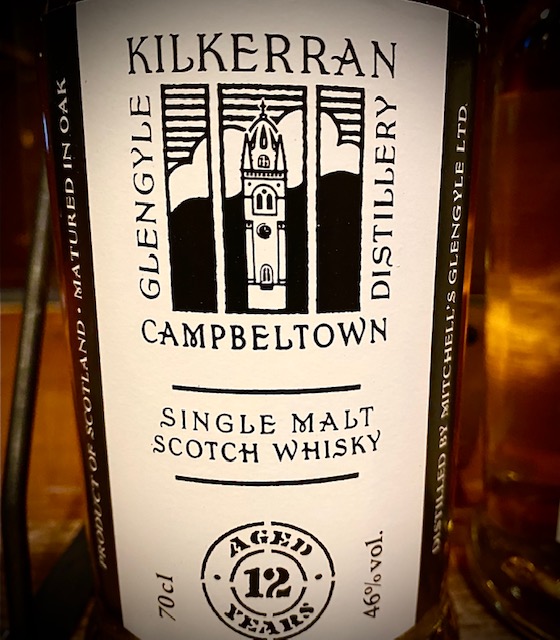 KILKERRAN
GLENGYLE
DISTILLERY
CAMPBELTOWN
SINGLE MALT
SCOTCH WHISKY
AGED
12
YEARS
70cl
46%vol.
PRODUCT OF SCOTLAND • MATURED IN OAK
DISTILLED BY MITCHELL'S GLENGYLE LTD.